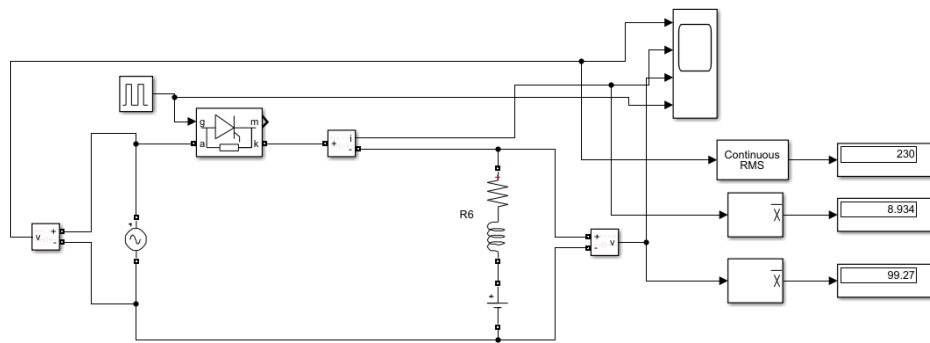 g
m
a
k
+
i
-
Continuous
RMS
230
R6
8.934
v
+
-
+
-
v
99.27
+